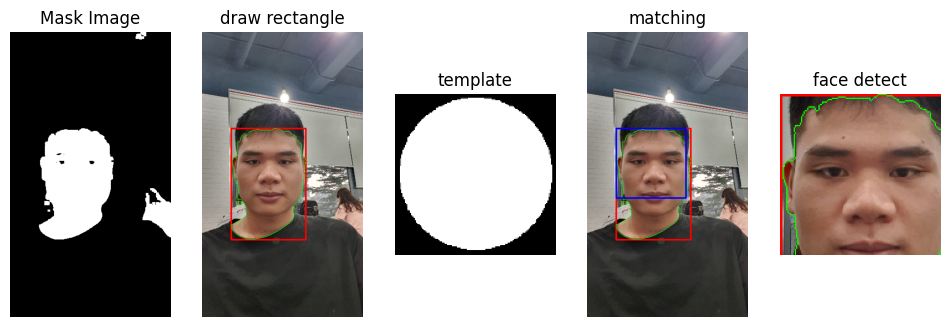 Mask Image
draw rectangle
template
matching
face detect